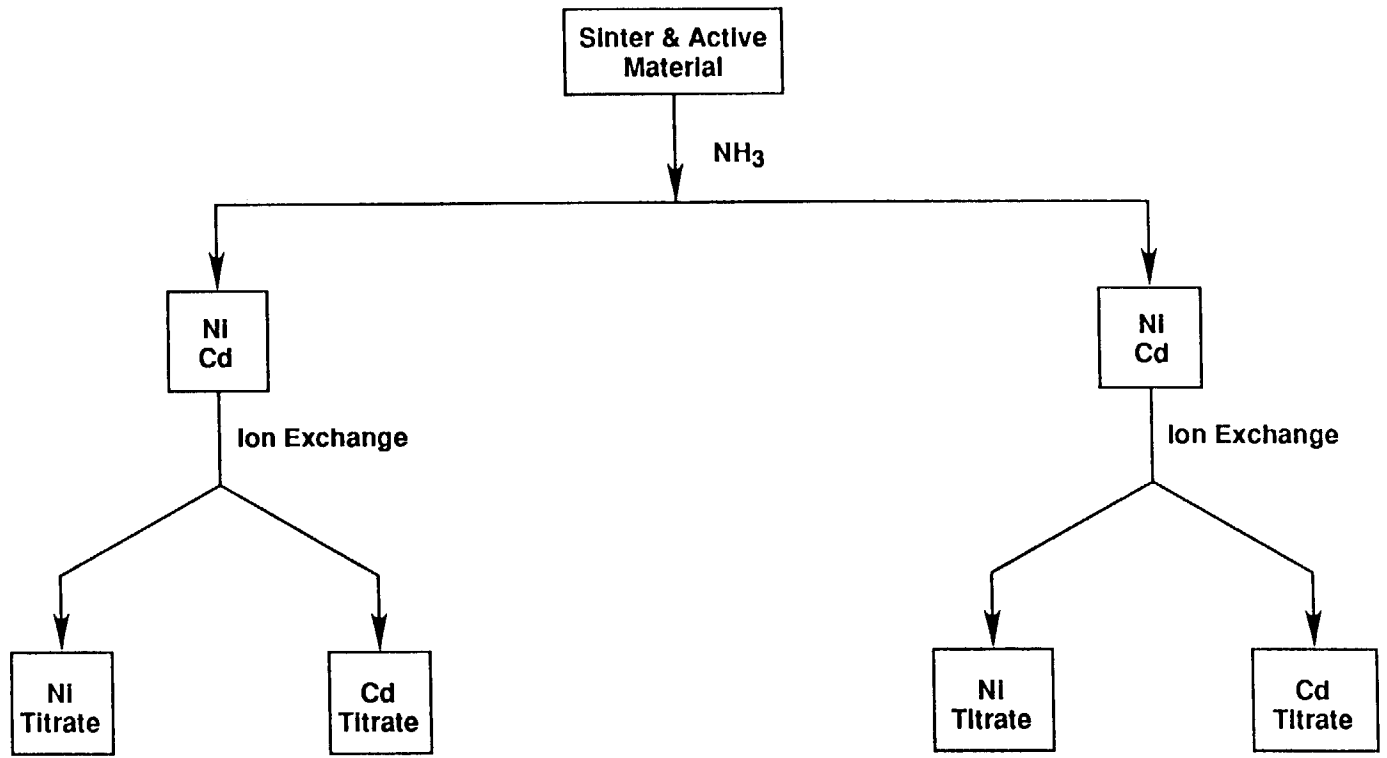 Sinter & Active
Material
NH3
Ni
Cd
Ni
Cd
Ion Exchange
Ion Exchange
Ni
Titrate
Cd
Titrate
Ni
Titrate
Cd
Titrate